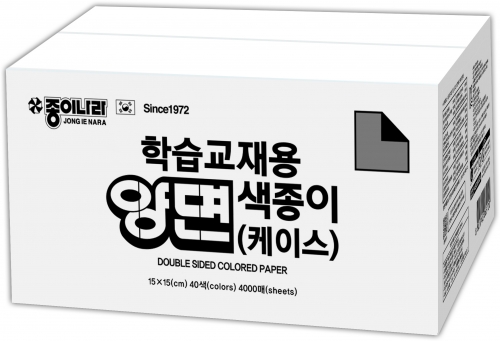 종이나라
JONG IE NARA
Since1972
학습교재용
양면 색종이
(케이스)
DOUBLE SIDED COLORED PAPER
15×15(cm) 40색(colors) 4000매(sheets)